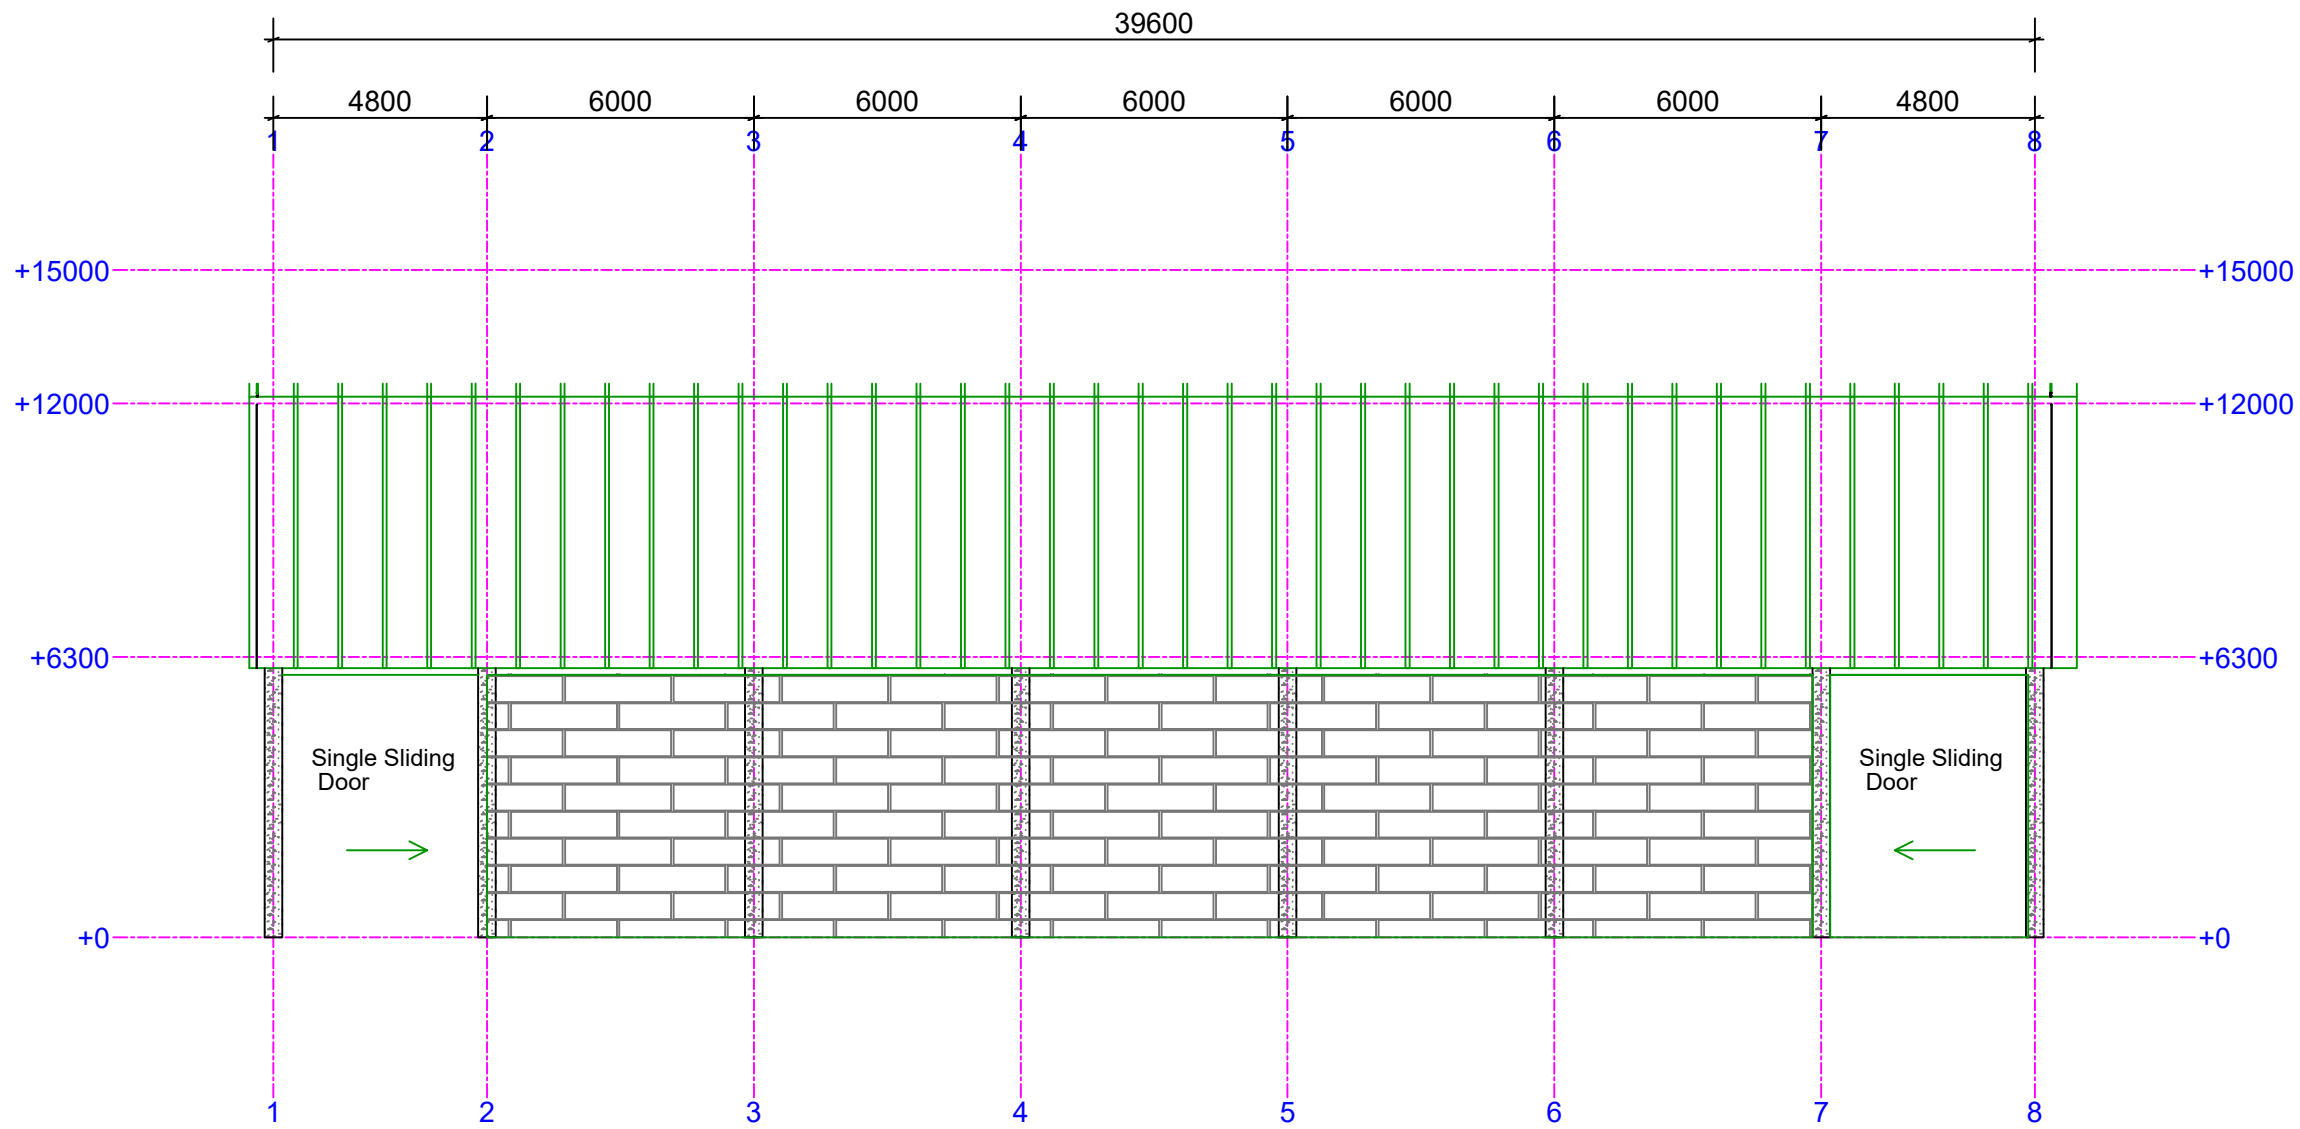 39600
4800 6000 6000 6000 6000 6000 4800
1 2 3 4 5 6 7 8
+15000 +15000
+12000 +12000
+6300 +6300
Single Sliding Single Sliding
Door Door
+0 +0
1 2 3 4 5 6 7 8